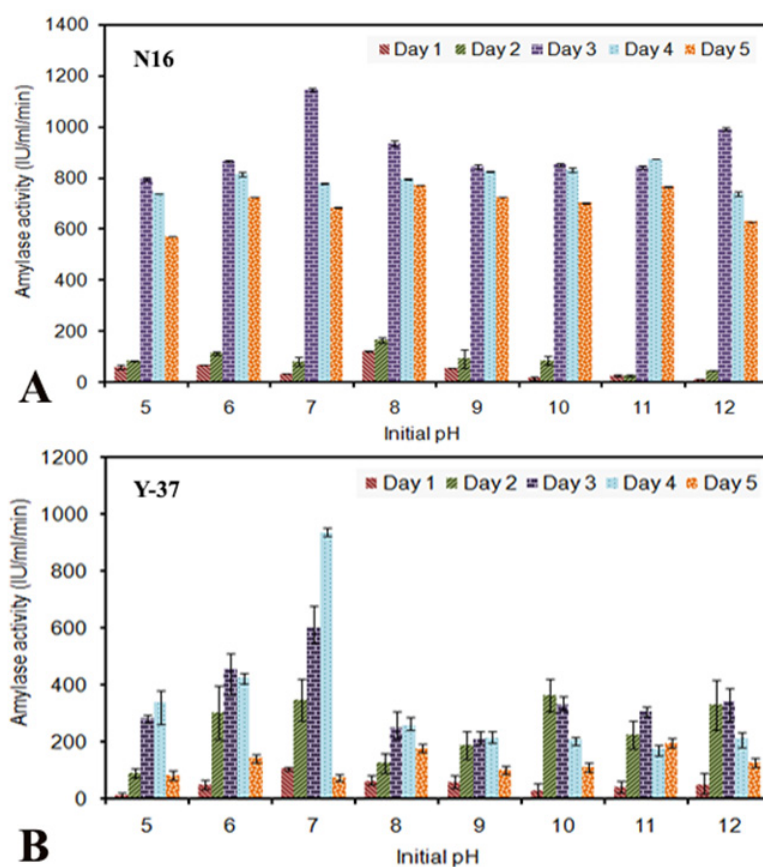 1400
N16
Day 1 Day 2 Day 3 Day 4 Day 5
1200
1000
800
600
400
200
0
Amylase activity (IU/ml/min)
5 6 7 8 9 10 11 12
Initial pH
A
1200
Y-37
Day 1 Day 2 Day 3 Day 4 Day 5
1000
800
600
400
200
0
Amylase activity (IU/ml/min)
5 6 7 8 9 10 11 12
Initial pH
B